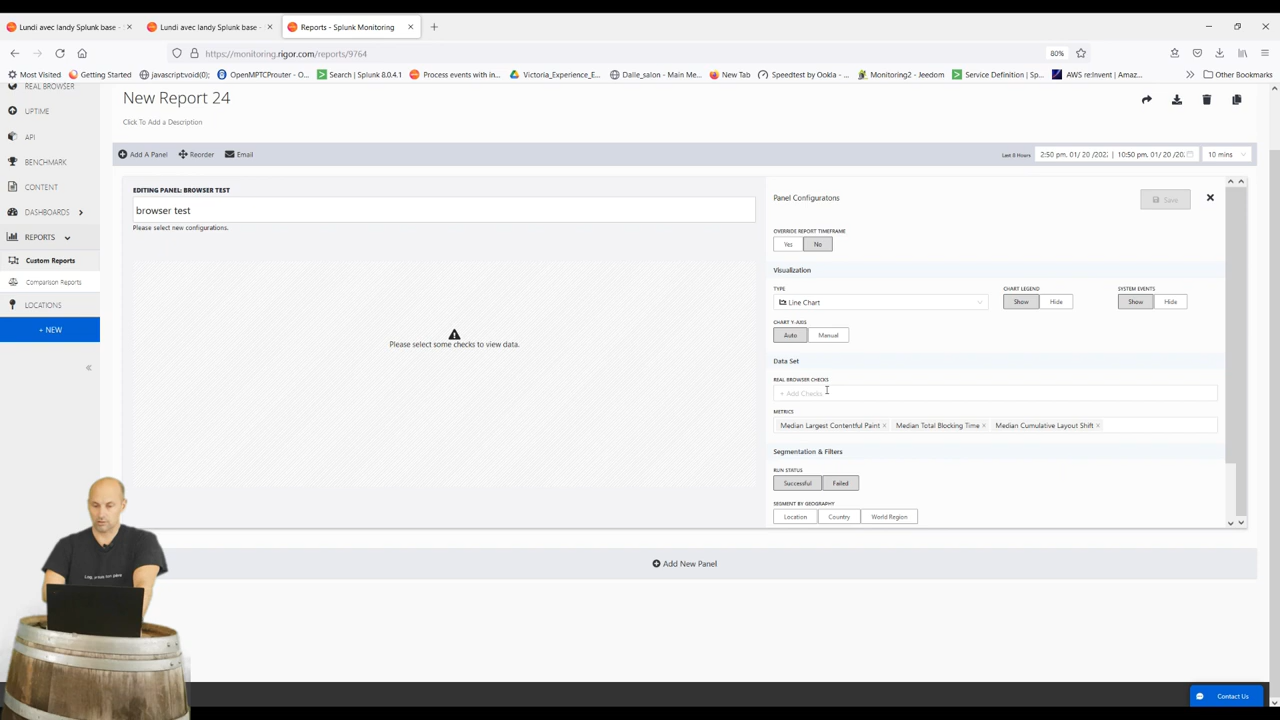 Lundi avec landy Splunk base -
Lundi avec landy Splunk base -
Reports - Splunk Monitoring
https://monitoring.rigor.com/reports/9764
80%
Most Visited
Getting Started
javascriptvoid(0);
OpenMPTCProuter - O...
Search | Splunk 8.0.4.1
Process events with in...
Victoria_Experience_E...
Dalle_salon - Main Me...
New Tab
Speedtest by Ookla - ...
Monitoring2 - Jeedom
Service Definition | Sp...
AWS re:Invent | Amaz...
Other Bookmarks
REAL BROWSER
UPTIME
API
BENCHMARK
CONTENT
DASHBOARDS
REPORTS
Custom Reports
Comparison Reports
LOCATIONS
+ NEW
New Report 24
Click To Add a Description
Add A Panel
Reorder
Email
Last 8 Hours
2:50 pm, 01/20/202 | 10:50 pm, 01/20/20
10 mins
EDITING PANEL: BROWSER TEST
browser test
Please select new configurations.
Please select some checks to view data.
Panel Configuratons
Save
OVERRIDE REPORT TIMEFRAME
Yes No
Visualization
TYPE
Line Chart
CHART LEGEND
Show Hide
SYSTEM EVENTS
Show Hide
CHART Y-AXIS
Auto Manual
Data Set
REAL BROWSER CHECKS
+ Add Checks
METRICS
Median Largest Contentful Paint × Median Total Blocking Time × Median Cumulative Layout Shift ×
Segmentation & Filters
RUN STATUS
Successful Failed
SEGMENT BY GEOGRAPHY
Location Country World Region
Add New Panel
Contact Us